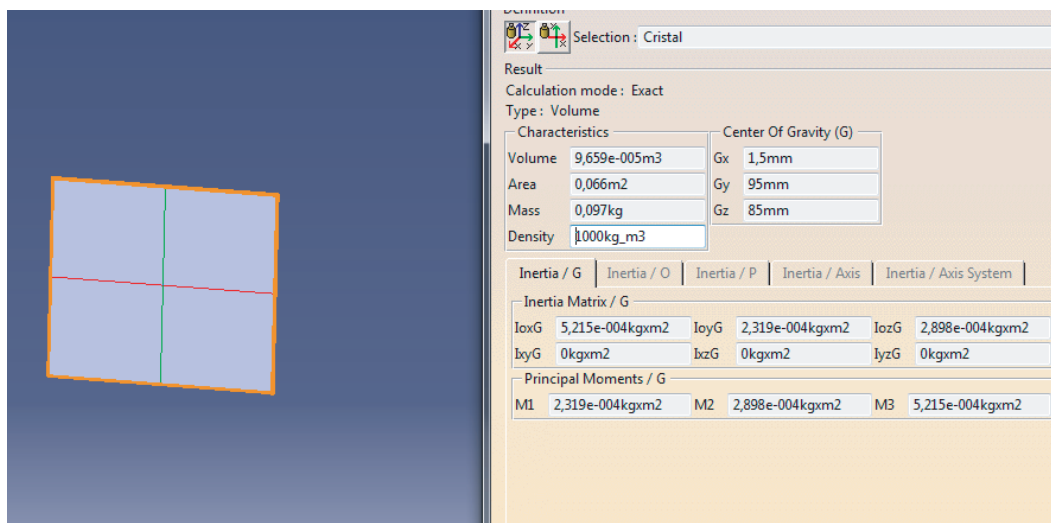 Definition
Selection : Cristal
Result
Calculation mode : Exact
Type : Volume
Characteristics
Center Of Gravity (G)
Volume 9,659e-005m3 Gx 1,5mm
Area 0,066m2 Gy 95mm
Mass 0,097kg Gz 85mm
Density 1000kg_m3
Inertia / G Inertia / O Inertia / P Inertia / Axis Inertia / Axis System
Inertia Matrix / G
IoxG 5,215e-004kgxm2 IoyG 2,319e-004kgxm2 IozG 2,898e-004kgxm2
IxyG 0kgxm2 IxzG 0kgxm2 IyzG 0kgxm2
Principal Moments / G
M1 2,319e-004kgxm2 M2 2,898e-004kgxm2 M3 5,215e-004kgxm2